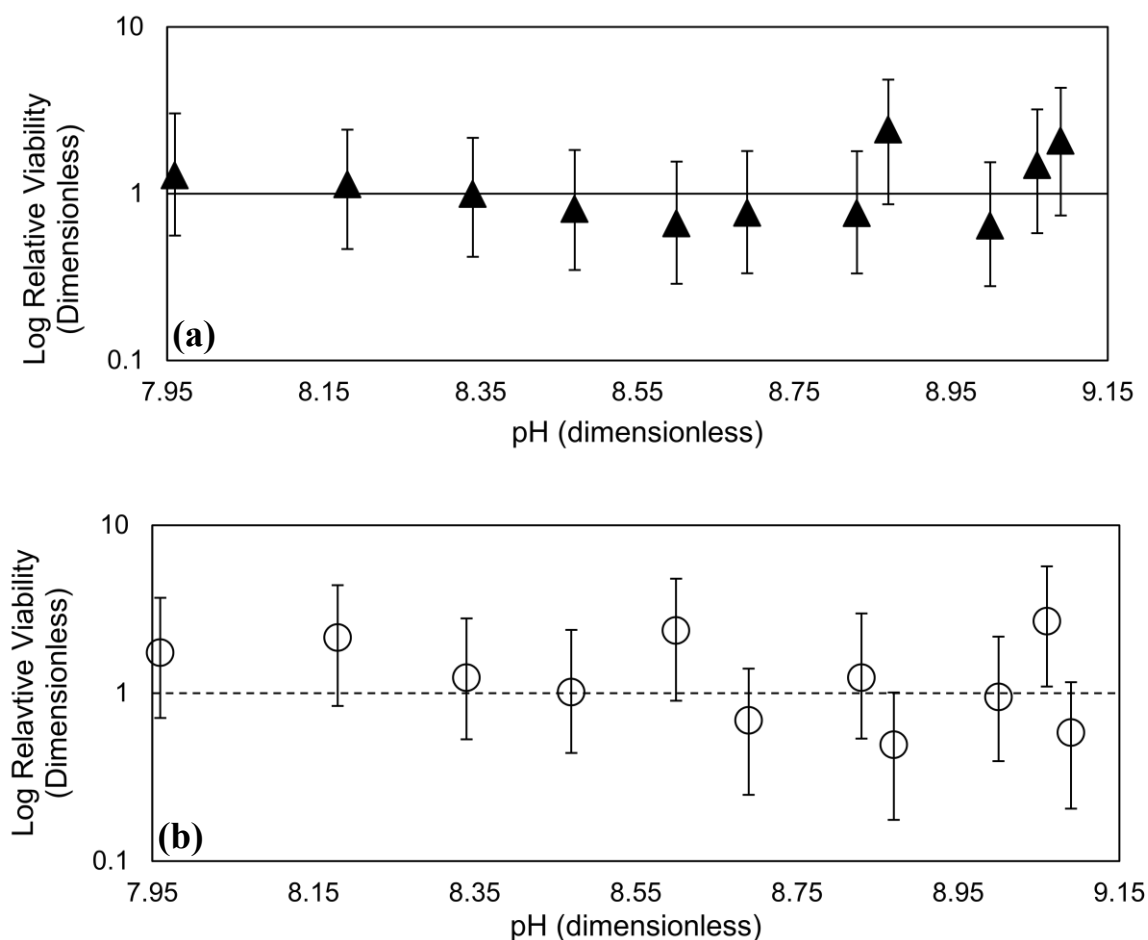 10
1
0.1
Log Relative Viability
(Dimensionless)
(a)
7.95 8.15 8.35 8.55 8.75 8.95 9.15
pH (dimensionless)
10
1
0.1
Log Relavtive Viability
(Dimensionless)
(b)
7.95 8.15 8.35 8.55 8.75 8.95 9.15
pH (dimensionless)